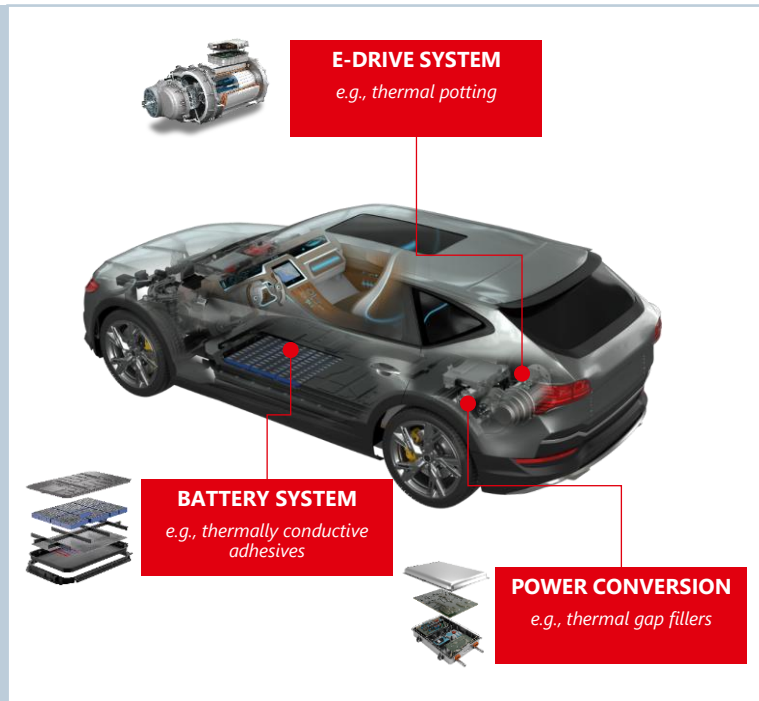 E-DRIVE SYSTEM
e.g., thermal potting
BATTERY SYSTEM
e.g., thermally conductive
adhesives
POWER CONVERSION
e.g., thermal gap fillers